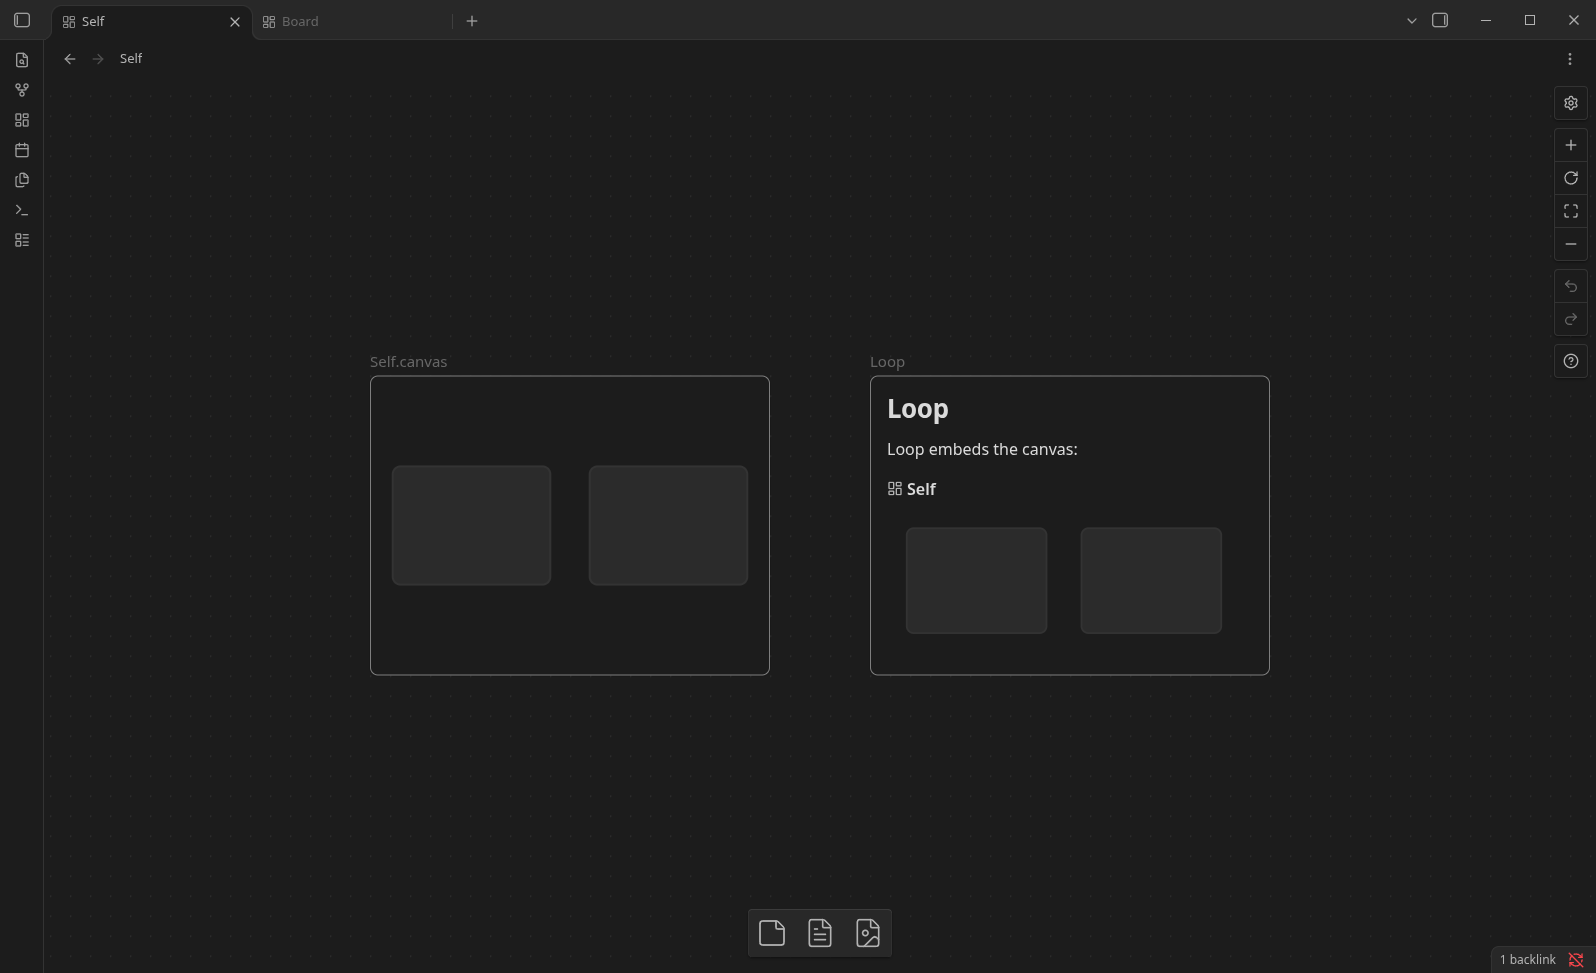 Self
Board
Self
Self.canvas
Loop
Loop
Loop embeds the canvas:
Self
1 backlink